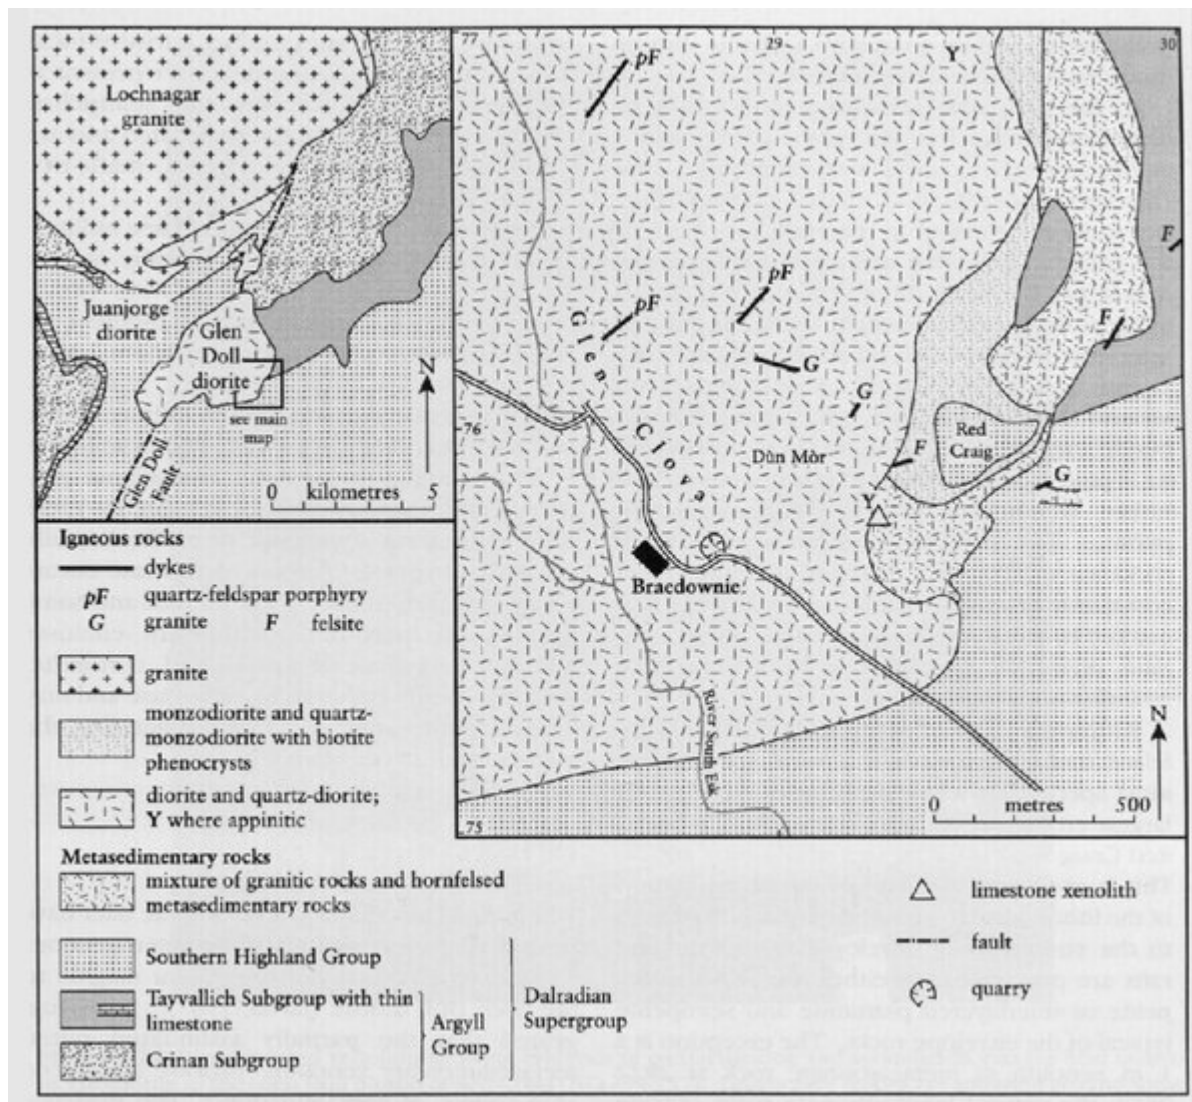 Lochnagar
granite
Juanjorge
diorite
Glen
Doll
diorite
see main
map
N
Glen Doll
Fault
0 kilometres 5
77
29
30
pF
Y
pF
pF
F
F
G
G
Glen Clova
76
Red
Craig
F
Dùn Mòr
G
Y
Braedownie
River South Esk
N
0 metres 500
75
Igneous rocks
dykes
pF quartz-feldspar porphyry
G granite F felsite
granite
monzodiorite and quartz-
monzodiorite with biotite
phenocrysts
diorite and quartz-diorite;
Y where appinitic
Metasedimentary rocks
mixture of granitic rocks and hornfelsed
metasedimentary rocks
Southern Highland Group
Tayvallich Subgroup with thin
limestone
Crinan Subgroup
Argyll
Group
Dalradian
Supergroup
limestone xenolith
fault
quarry